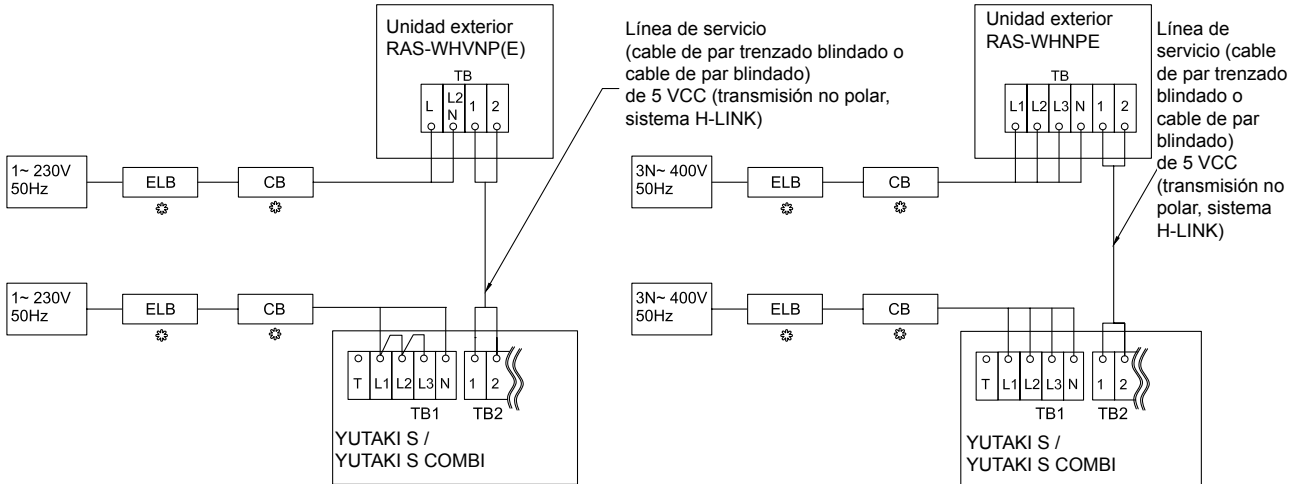 Unidad exterior
RAS-WHVNP(E)
TB
L
L2
N
1
2
Línea de servicio
(cable de par trenzado blindado o
cable de par blindado)
de 5 VCC (transmisión no polar,
sistema H-LINK)
1~ 230V
50Hz
ELB
CB
1~ 230V
50Hz
ELB
CB
T L1 L2 L3 N 1 2
TB1 TB2
YUTAKI S /
YUTAKI S COMBI
Unidad exterior
RAS-WHNPE
TB
L1 L2 L3 N 1 2
Línea de
servicio (cable
de par trenzado
blindado o
cable de par
blindado)
de 5 VCC
(transmisión no
polar, sistema
H-LINK)
3N~ 400V
50Hz
ELB
CB
3N~ 400V
50Hz
ELB
CB
T L1 L2 L3 N 1 2
TB1 TB2
YUTAKI S /
YUTAKI S COMBI